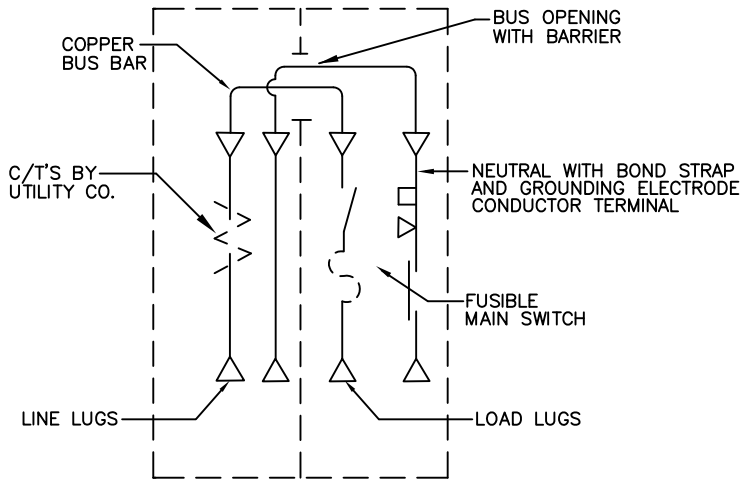 BUS OPENING
WITH BARRIER
COPPER
BUS BAR
C/T'S BY
UTILITY CO.
NEUTRAL WITH BOND STRAP
AND GROUNDING ELECTRODE
CONDUCTOR TERMINAL
FUSIBLE
MAIN SWITCH
LINE LUGS
LOAD LUGS